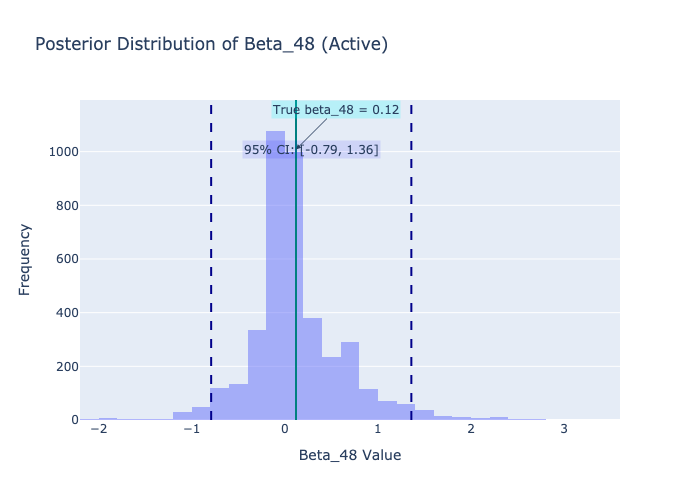 Posterior Distribution of Beta_48 (Active)
True beta_48 = 0.12
95% CI: [-0.79, 1.36]
1000
800
600
400
200
0
Frequency
−2
−1
0
1
2
3
Beta_48 Value